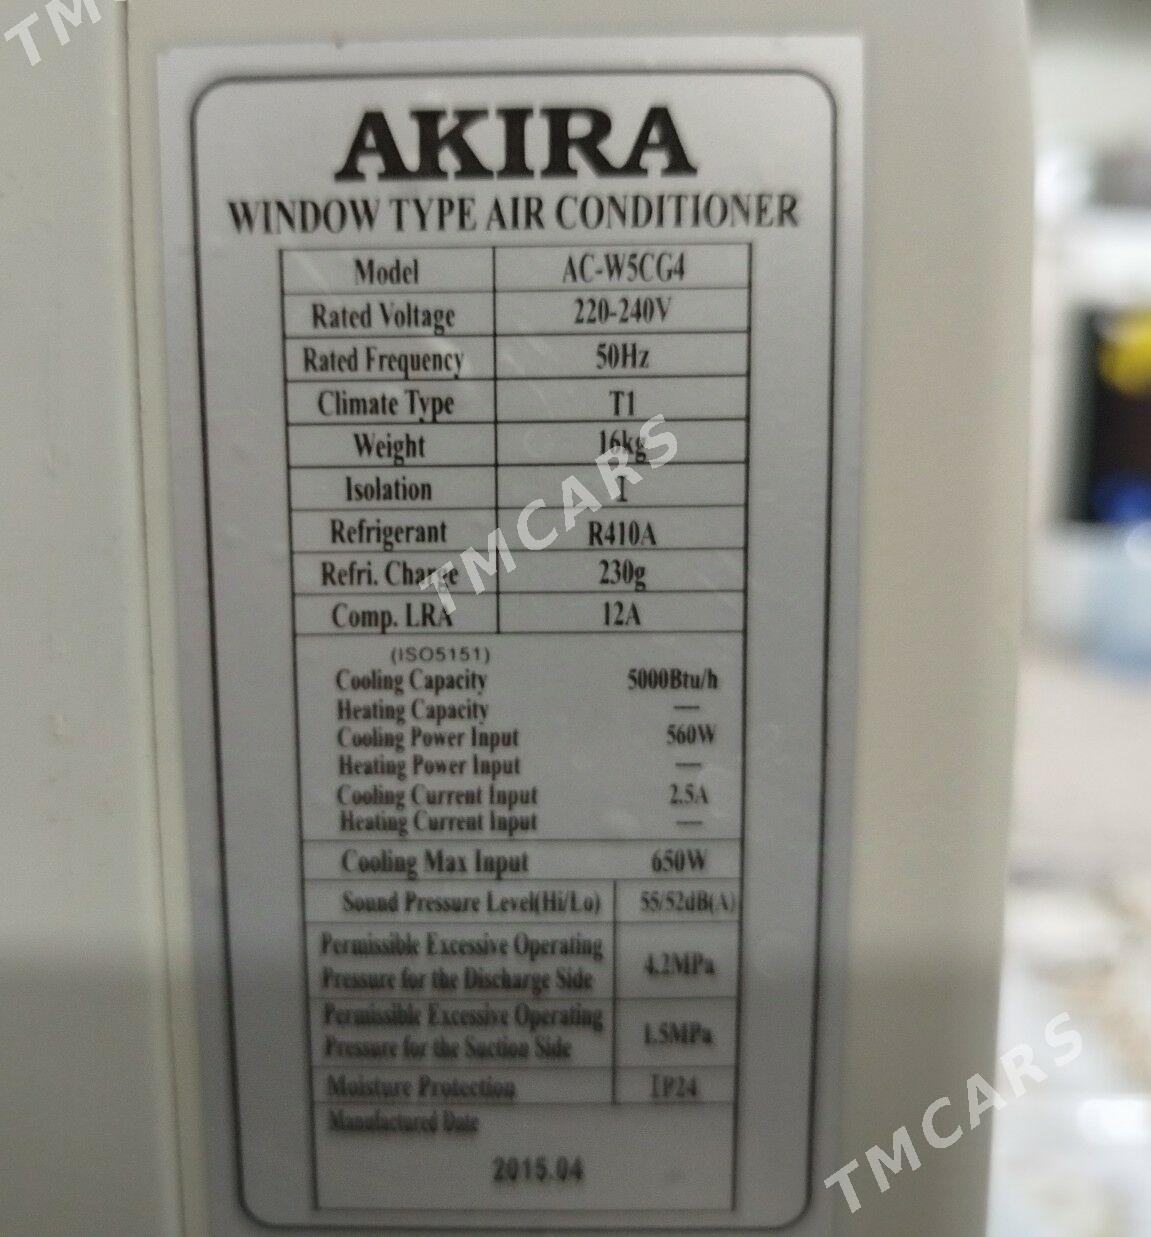 TMCARS
AKIRA
WINDOW TYPE AIR CONDITIONER
Model AC-W5CG4
Rated Voltage 220-240V
Rated Frequency 50Hz
Climate Type T1
Weight 16kg
Isolation I
Refrigerant R410A
Refri. Charge 230g
Comp. LRA 12A
TMCARS
(ISO5151)
Cooling Capacity 5000Btu/h
Heating Capacity —
Cooling Power Input 560W
Heating Power Input —
Cooling Current Input 2.5A
Heating Current Input —
Cooling Max Input 650W
Sound Pressure Level(Hi/Lo) 55/52dB(A)
Permissible Excessive Operating
Pressure for the Discharge Side 4.2MPa
Permissible Excessive Operating
Pressure for the Suction Side 1.5MPa
Moisture Protection IP24
Manufactured Date
2015.04
TMCARS